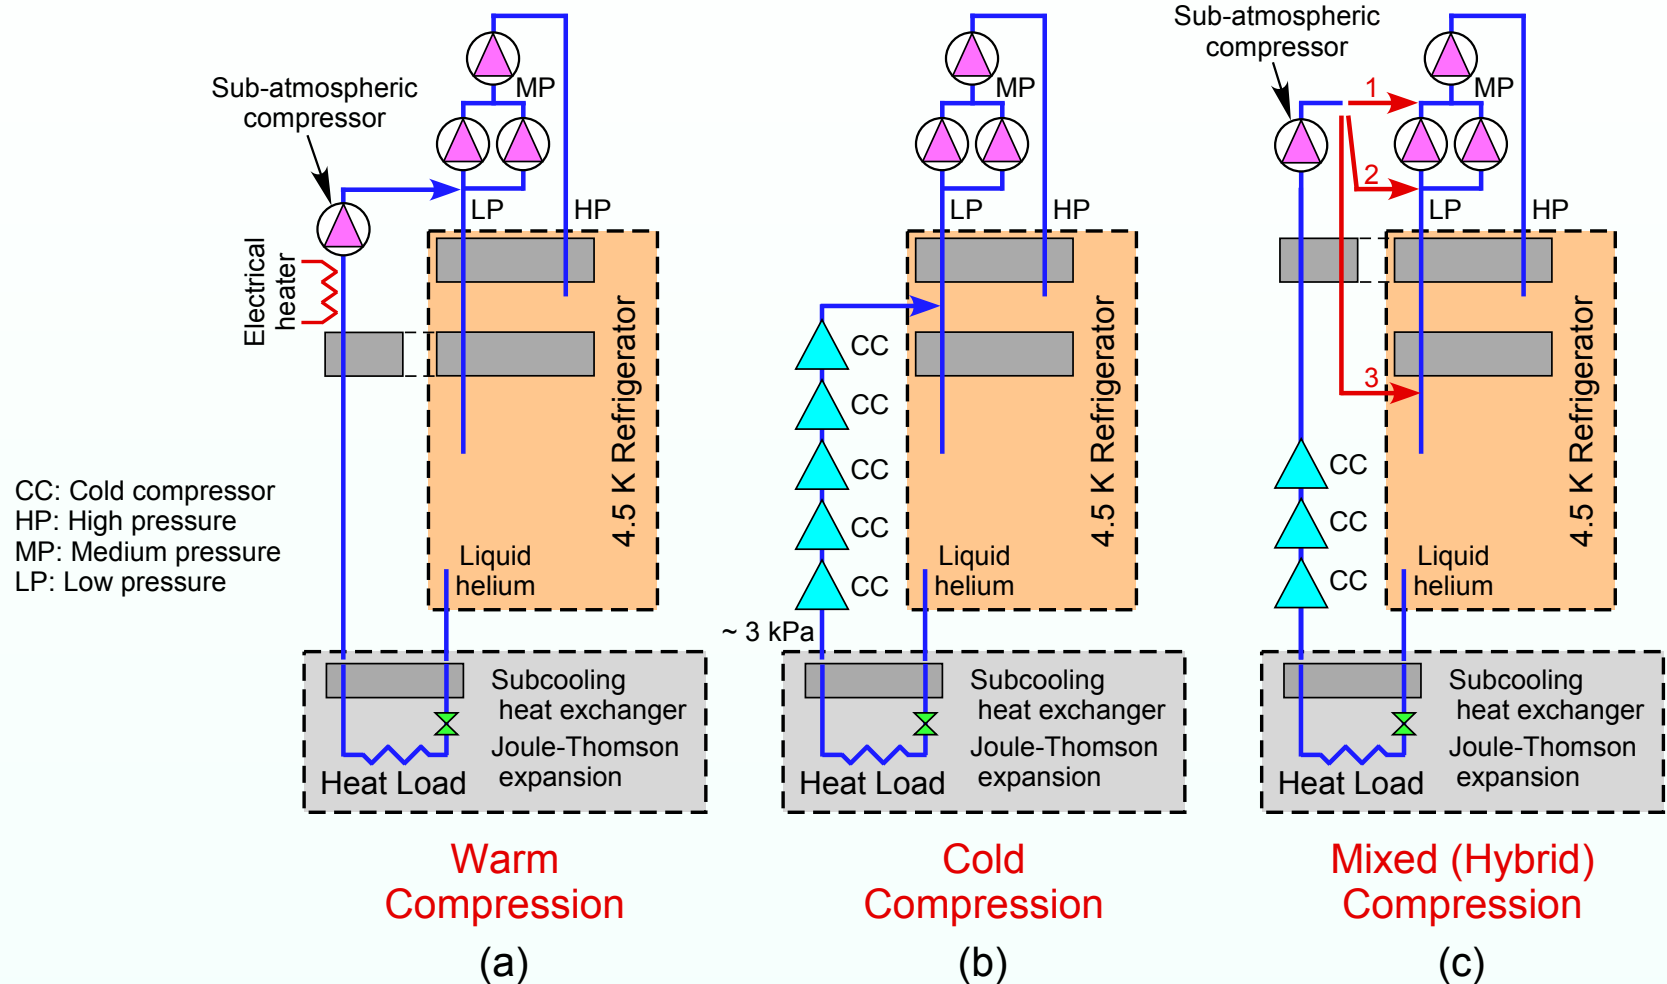 Sub-atmospheric
compressor
MP
LP
HP
Electrical
heater
4.5 K Refrigerator
CC: Cold compressor
HP: High pressure
MP: Medium pressure
LP: Low pressure
Liquid
helium
Subcooling
heat exchanger
Joule-Thomson
expansion
Heat Load
Warm
Compression
(a)
MP
LP
HP
CC
CC
CC
CC
CC
4.5 K Refrigerator
Liquid
helium
~ 3 kPa
Subcooling
heat exchanger
Joule-Thomson
expansion
Heat Load
Cold
Compression
(b)
Sub-atmospheric
compressor
1
MP
2
LP
HP
3
4.5 K Refrigerator
CC
CC
CC
Liquid
helium
Subcooling
heat exchanger
Joule-Thomson
expansion
Heat Load
Mixed (Hybrid)
Compression
(c)